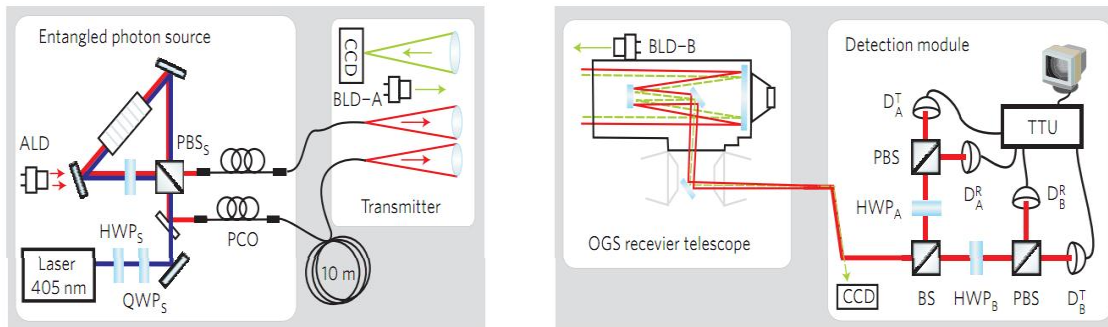 Entangled photon source
CCD
BLD-A
ALD
PBSS
Transmitter
HWPS
PCO
Laser
405 nm
QWPS
10 m
BLD-B
OGS recevier telescope
Detection module
DTA
TTU
PBS
DRA
DRB
HWPA
CCD
BS
HWPB
PBS
DTB